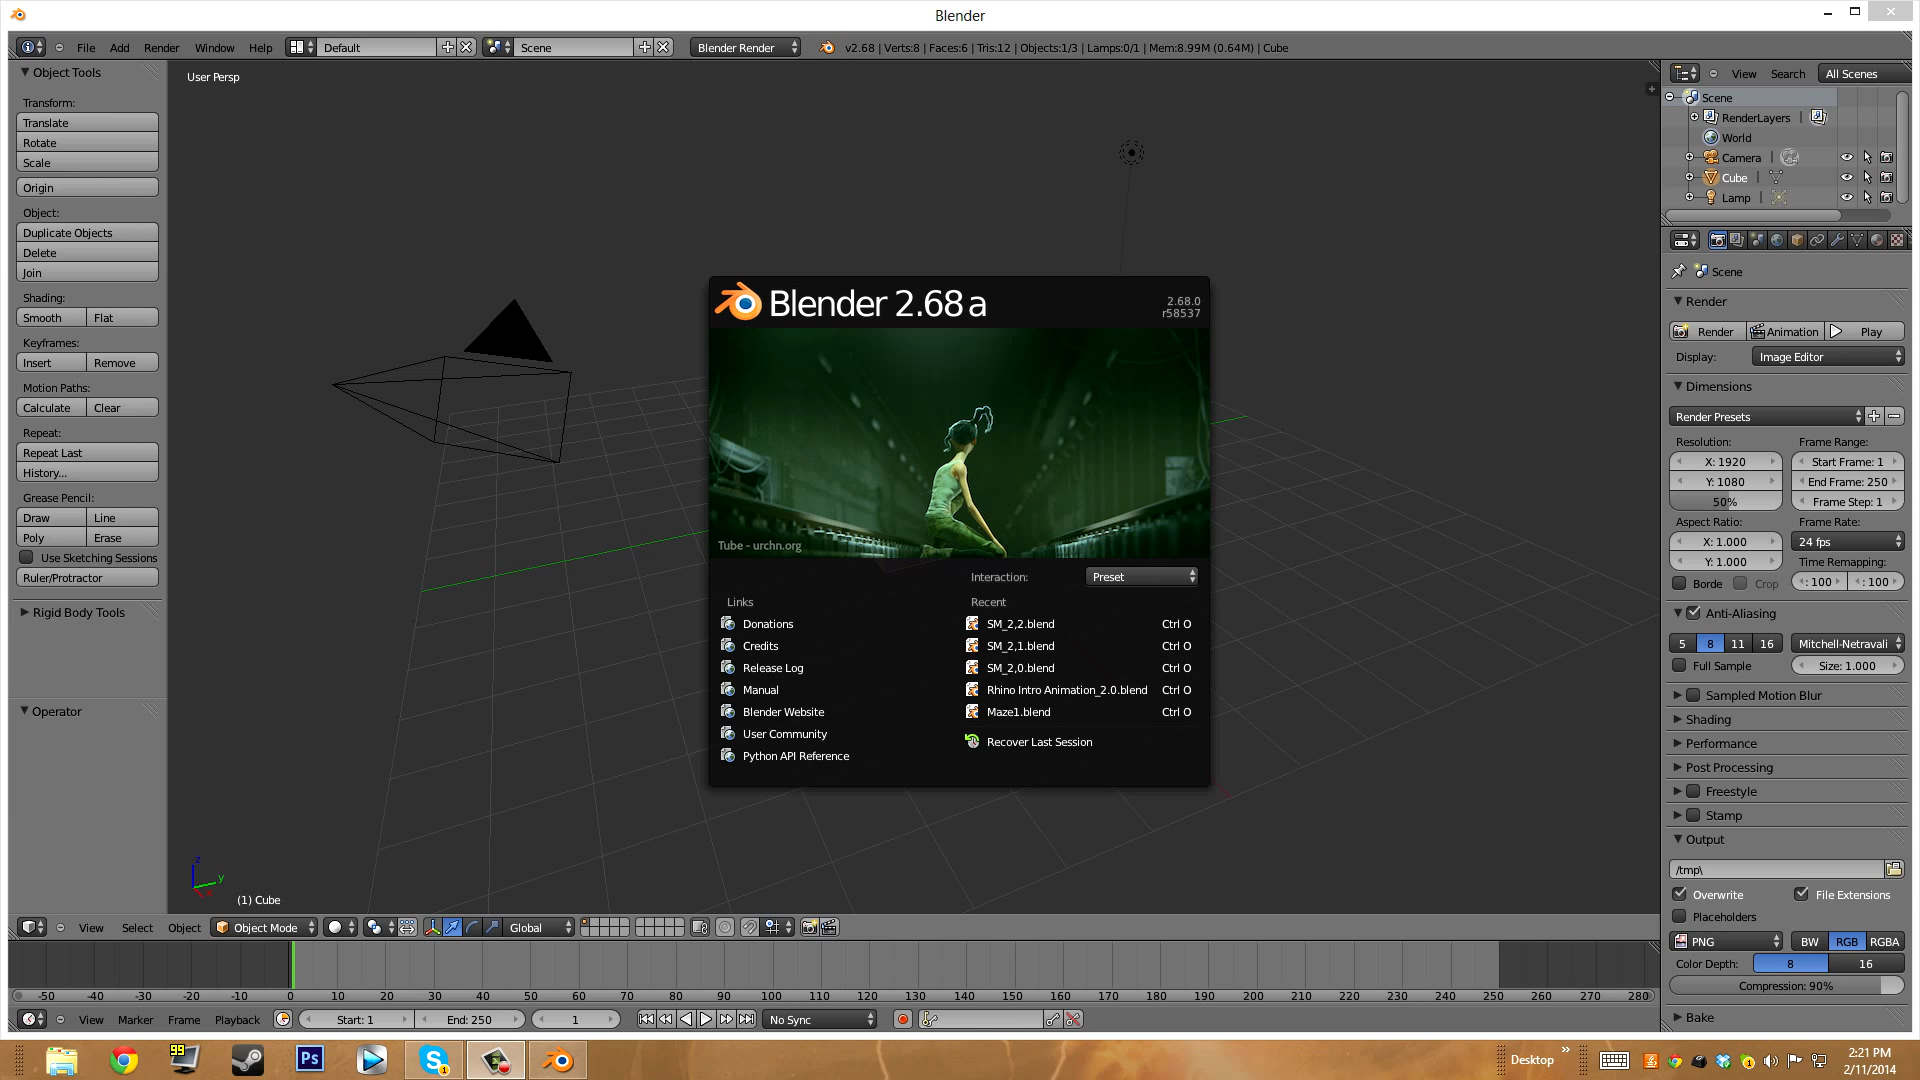 Blender
File Add Render Window Help Default Scene Blender Render v2.68 | Verts:8 | Faces:6 | Tris:12 | Objects:1/3 | Lamps:0/1 | Mem:8.99M (0.64M) | Cube
Object Tools
Transform:
Translate
Rotate
Scale
Origin
Object:
Duplicate Objects
Delete
Join
Shading:
Smooth Flat
Keyframes:
Insert Remove
Motion Paths:
Calculate Clear
Repeat:
Repeat Last
History...
Grease Pencil:
Draw Line
Poly Erase
Use Sketching Sessions
Ruler/Protractor
Rigid Body Tools
Operator
User Persp
Blender 2.68 a
2.68.0
r58537
Tube - urchn.org
Interaction: Preset
Links
Donations
Credits
Release Log
Manual
Blender Website
User Community
Python API Reference
Recent
SM_2,2.blend Ctrl O
SM_2,1.blend Ctrl O
SM_2,0.blend Ctrl O
Rhino Intro Animation_2.0.blend Ctrl O
Maze1.blend Ctrl O
Recover Last Session
z
y
(1) Cube
View Search All Scenes
Scene
RenderLayers |
World
Camera |
Cube |
Lamp |
Scene
Render
Render Animation Play
Display: Image Editor
Dimensions
Render Presets
Resolution: Frame Range:
X: 1920 Start Frame: 1
Y: 1080 End Frame: 250
50% Frame Step: 1
Aspect Ratio: Frame Rate:
X: 1.000 24 fps
Y: 1.000 Time Remapping:
Borde Crop : 100 : 100
Anti-Aliasing
5 8 11 16 Mitchell-Netravali
Full Sample Size: 1.000
Sampled Motion Blur
Shading
Performance
Post Processing
Freestyle
Stamp
Output
/tmp\
Overwrite File Extensions
Placeholders
PNG BW RGB RGBA
Color Depth: 8 16
Compression: 90%
Bake
View Select Object Object Mode Global
-50 -40 -30 -20 -10 0 10 20 30 40 50 60 70 80 90 100 110 120 130 140 150 160 170 180 190 200 210 220 230 240 250 260 270 280
View Marker Frame Playback Start: 1 End: 250 1 No Sync
99 Ps 1 Desktop » 1 2:21 PM
2/11/2014